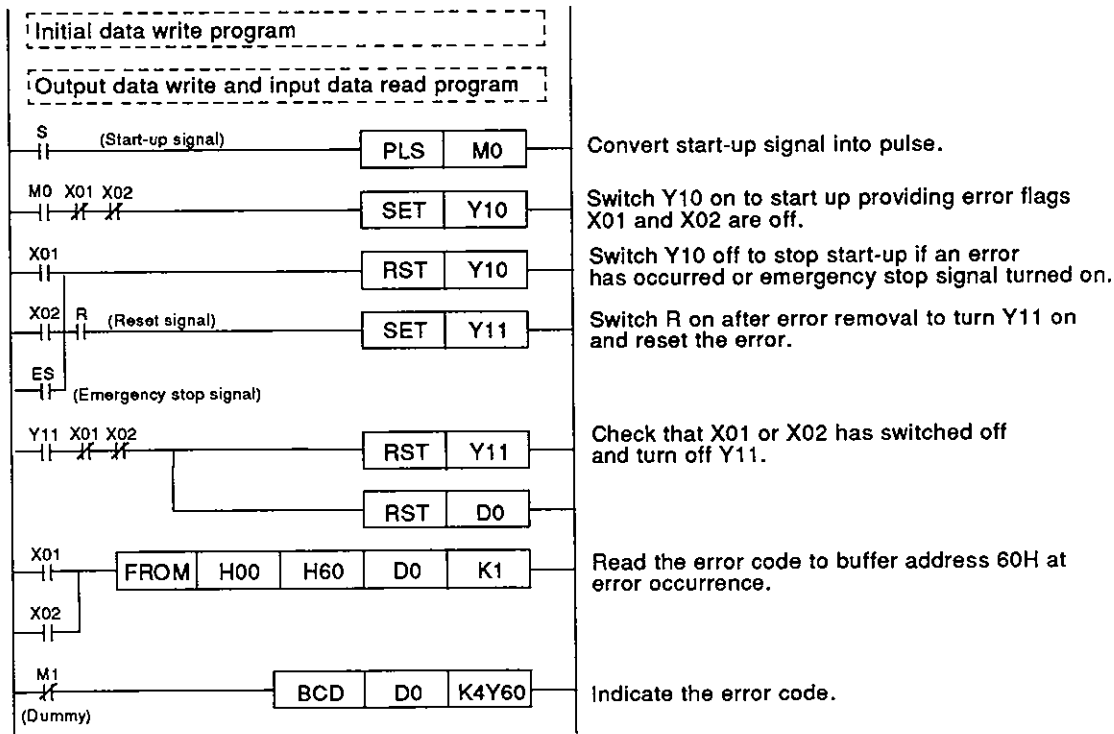 Initial data write program
Output data write and input data read program
S
(Start-up signal)
PLS M0
Convert start-up signal into pulse.
M0 X01 X02
SET Y10
Switch Y10 on to start up providing error flags
X01 and X02 are off.
X01
RST Y10
Switch Y10 off to stop start-up if an error
has occurred or emergency stop signal turned on.
X02 R (Reset signal)
SET Y11
Switch R on after error removal to turn Y11 on
and reset the error.
ES
(Emergency stop signal)
Y11 X01 X02
RST Y11
Check that X01 or X02 has switched off
and turn off Y11.
RST D0
X01
FROM H00 H60 D0 K1
Read the error code to buffer address 60H at
error occurrence.
X02
M1
(Dummy)
BCD D0 K4Y60
Indicate the error code.